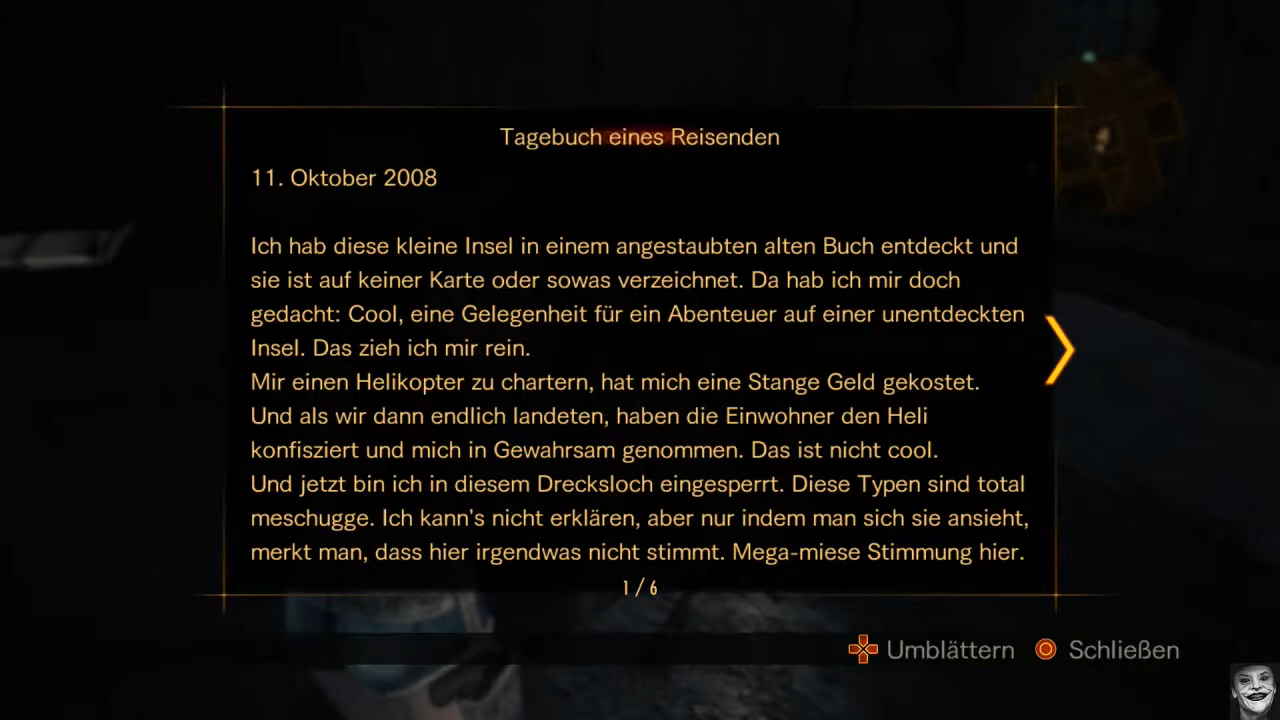 Tagebuch eines Reisenden
11. Oktober 2008
Ich hab diese kleine Insel in einem angestaubten alten Buch entdeckt und
sie ist auf keiner Karte oder sowas verzeichnet. Da hab ich mir doch
gedacht: Cool, eine Gelegenheit für ein Abenteuer auf einer unentdeckten
Insel. Das zieh ich mir rein.
Mir einen Helikopter zu chartern, hat mich eine Stange Geld gekostet.
Und als wir dann endlich landeten, haben die Einwohner den Heli
konfisziert und mich in Gewahrsam genommen. Das ist nicht cool.
Und jetzt bin ich in diesem Drecksloch eingesperrt. Diese Typen sind total
meschugge. Ich kann's nicht erklären, aber nur indem man sich sie ansieht,
merkt man, dass hier irgendwas nicht stimmt. Mega-miese Stimmung hier.
1/6
Umblättern Schließen